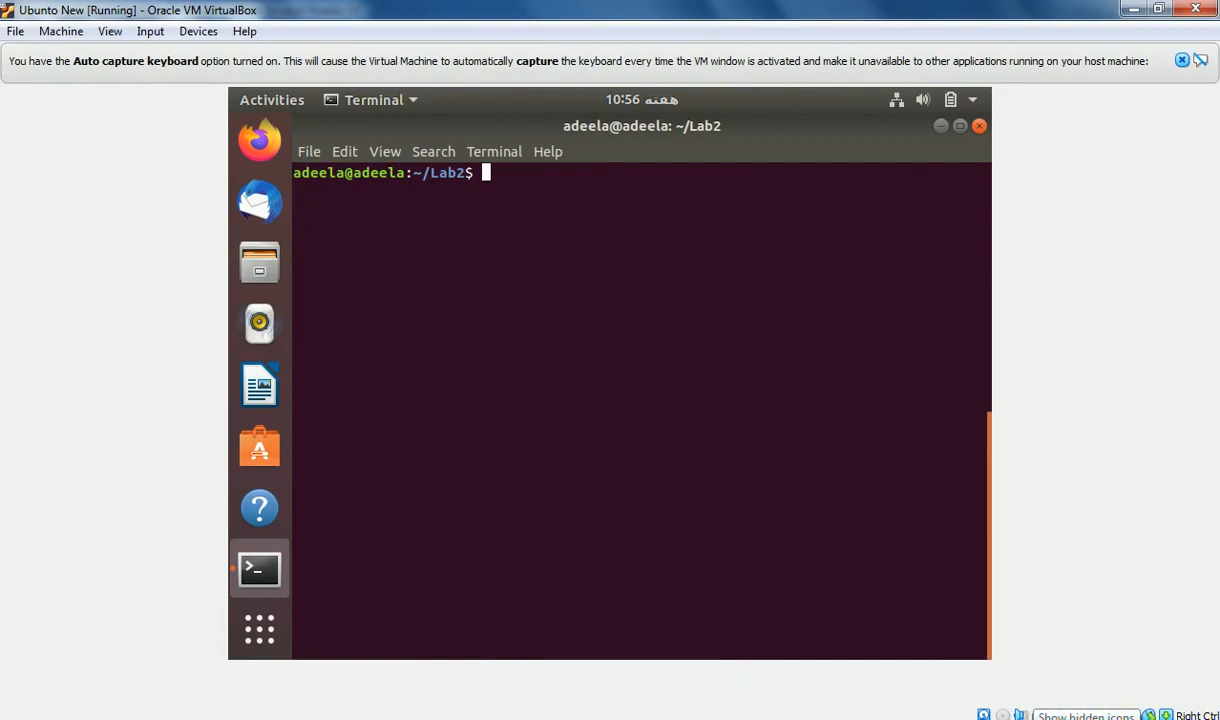 Ubunto New [Running] - Oracle VM VirtualBox
File Machine View Input Devices Help
You have the Auto capture keyboard option turned on. This will cause the Virtual Machine to automatically capture the keyboard every time the VM window is activated and make it unavailable to other applications running on your host machine:
Activities Terminal 10:56 هفته
adeela@adeela: ~/Lab2
File Edit View Search Terminal Help
adeela@adeela:~/Lab2$
Show hidden icons Right Ctrl